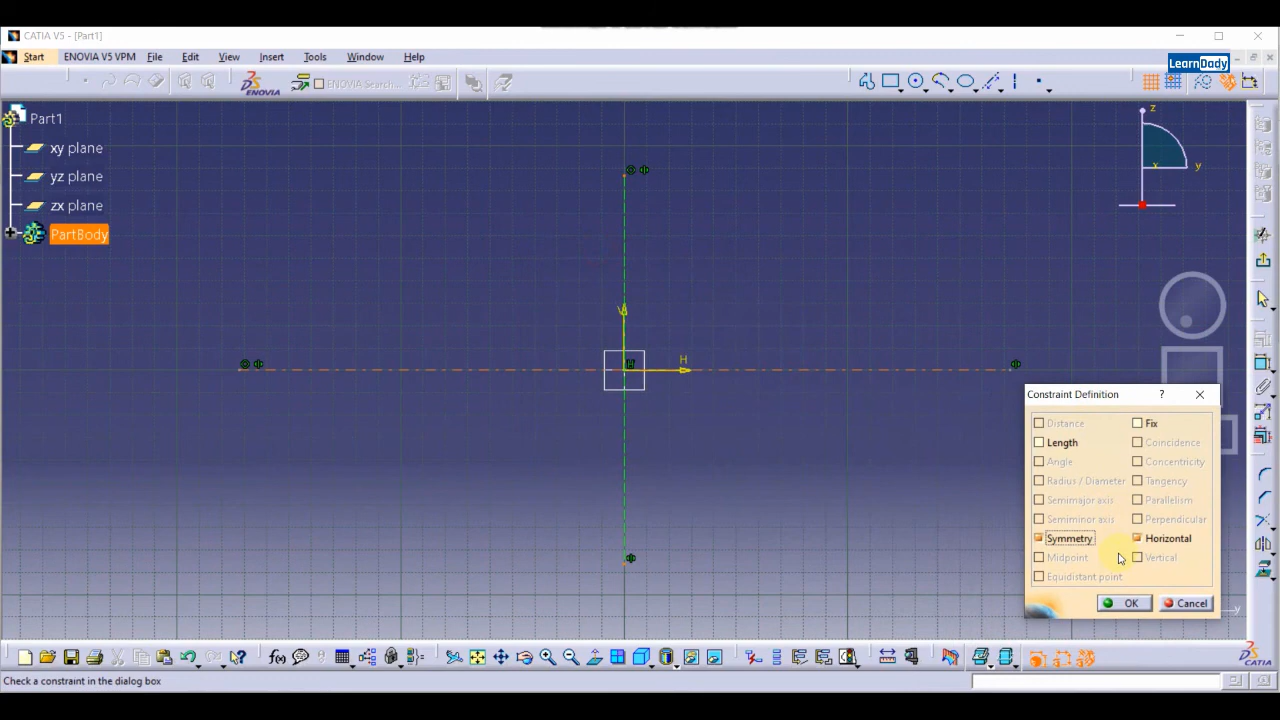 CATIA V5 - [Part1]
LearnDady
Start ENOVIA V5 VPM File Edit View Insert Tools Window Help
ENOVIA
ENOVIA Search...
Part1
xy plane
yz plane
zx plane
PartBody
z
x
y
V
H
H
Constraint Definition ?
Distance Fix
Length Coincidence
Angle Concentricity
Radius / Diameter Tangency
Semimajor axis Parallelism
Semiminor axis Perpendicular
Symmetry Horizontal
Midpoint Vertical
Equidistant point
OK Cancel
y
f(x)
CATIA
Check a constraint in the dialog box